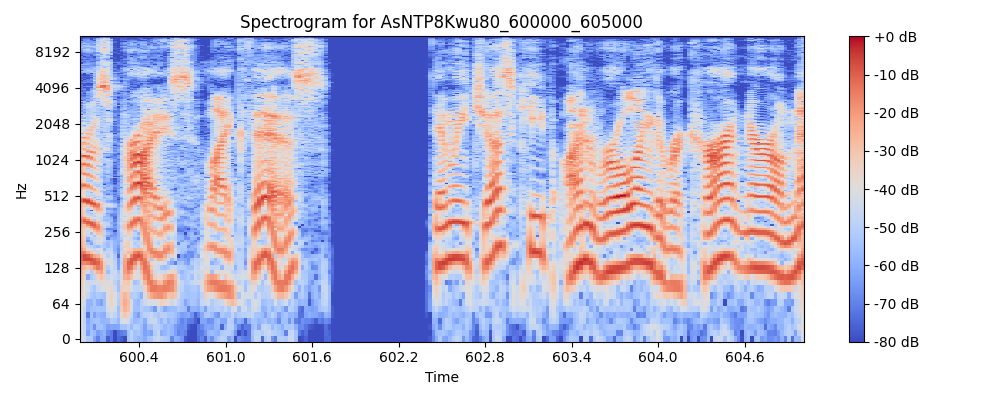 Spectrogram for AsNTP8Kwu80_600000_605000
Hz
8192
4096
2048
1024
512
256
128
64
0
600.4 601.0 601.6 602.2 602.8 603.4 604.0 604.6
Time
+0 dB
-10 dB
-20 dB
-30 dB
-40 dB
-50 dB
-60 dB
-70 dB
-80 dB